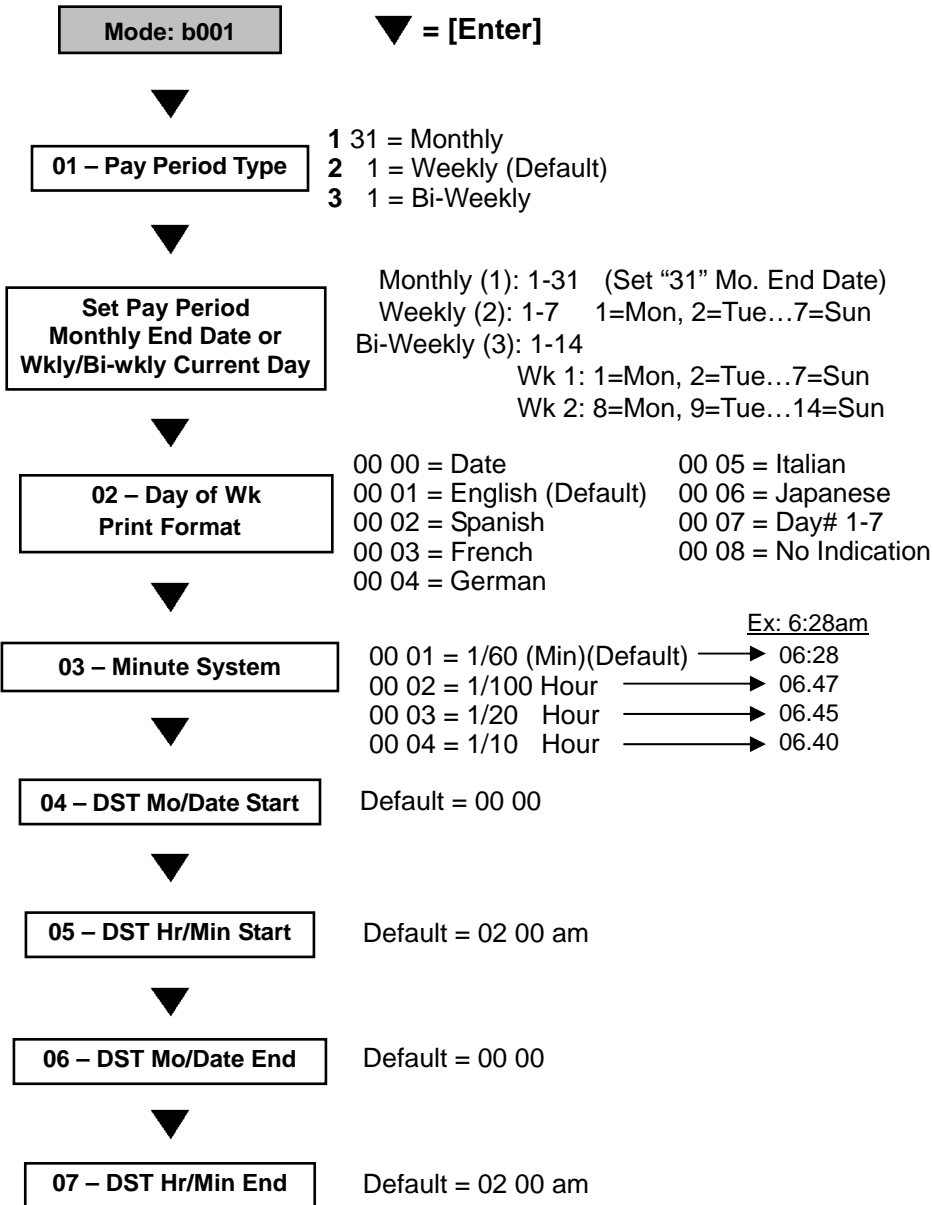 Mode: b001
▼ = [Enter]
01 – Pay Period Type
1 31 = Monthly
2 1 = Weekly (Default)
3 1 = Bi-Weekly
Set Pay Period
Monthly End Date or
Wkly/Bi-wkly Current Day
Monthly (1): 1-31 (Set “31” Mo. End Date)
Weekly (2): 1-7 1=Mon, 2=Tue…7=Sun
Bi-Weekly (3): 1-14
Wk 1: 1=Mon, 2=Tue…7=Sun
Wk 2: 8=Mon, 9=Tue…14=Sun
02 – Day of Wk
Print Format
00 00 = Date
00 01 = English (Default)
00 02 = Spanish
00 03 = French
00 04 = German
00 05 = Italian
00 06 = Japanese
00 07 = Day# 1-7
00 08 = No Indication
Ex: 6:28am
03 – Minute System
00 01 = 1/60 (Min)(Default) 06:28
00 02 = 1/100 Hour 06.47
00 03 = 1/20 Hour 06.45
00 04 = 1/10 Hour 06.40
04 – DST Mo/Date Start
Default = 00 00
05 – DST Hr/Min Start
Default = 02 00 am
06 – DST Mo/Date End
Default = 00 00
07 – DST Hr/Min End
Default = 02 00 am